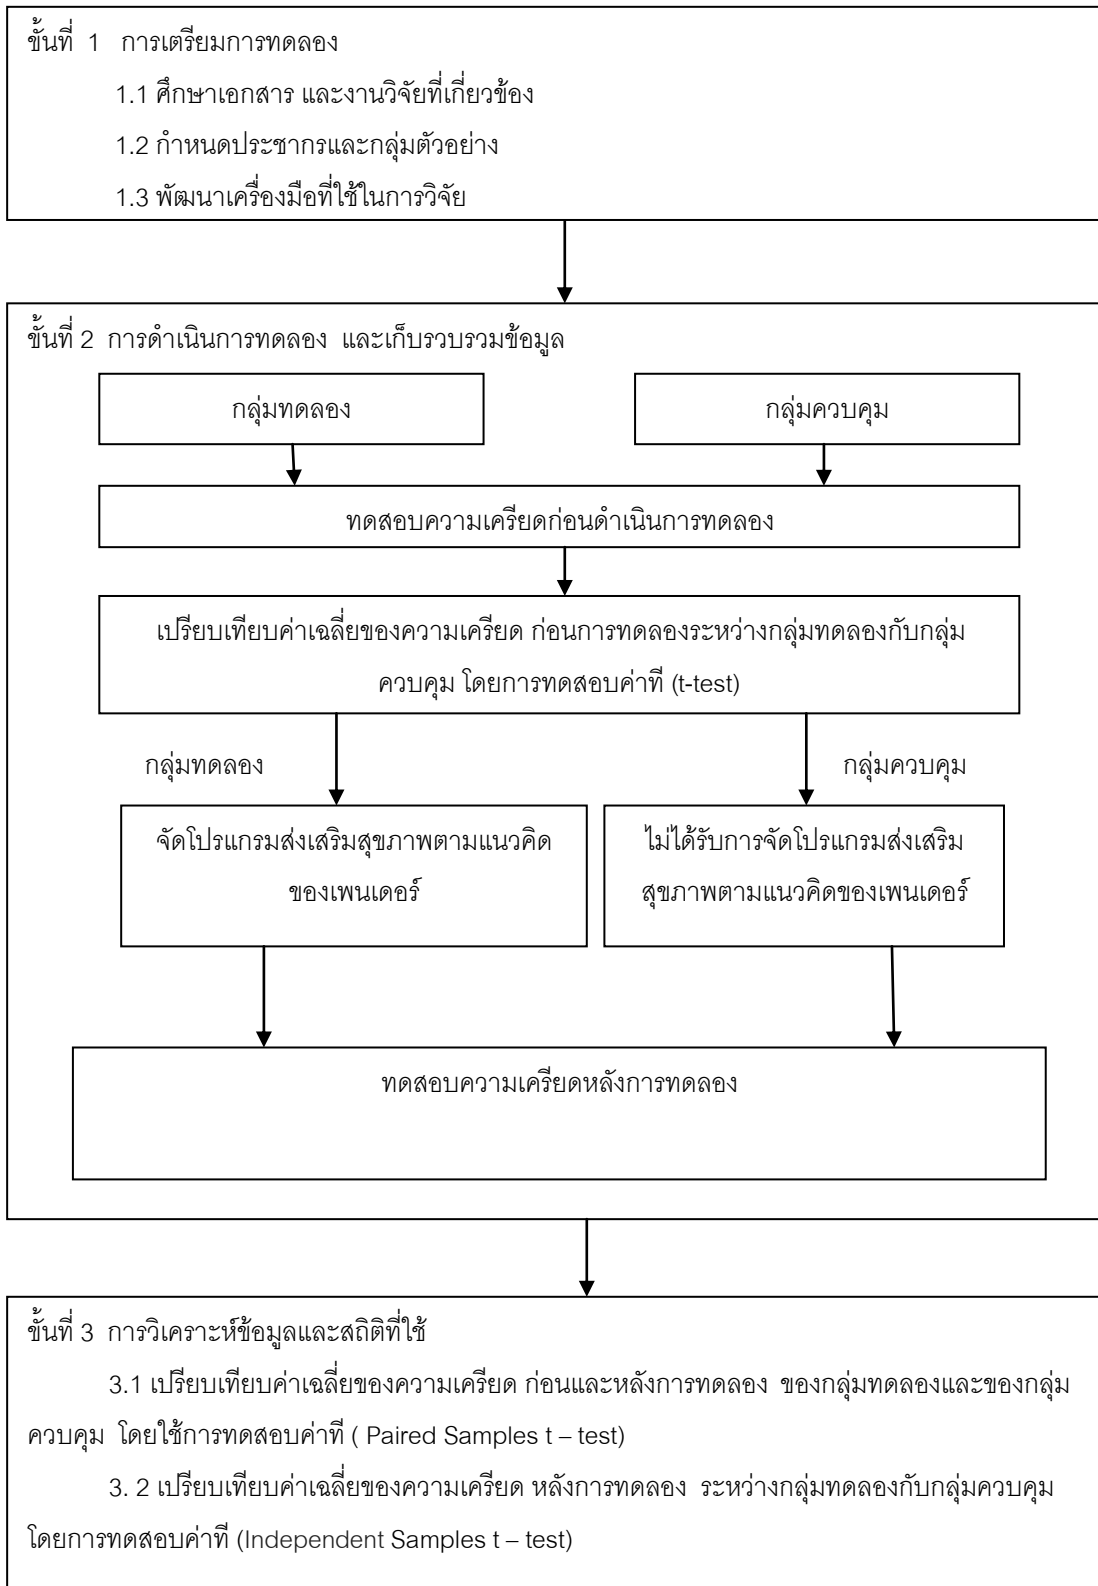 ขั้นที่ 1 การเตรียมการทดลอง
1.1 ศึกษาเอกสาร และงานวิจัยที่เกี่ยวข้อง
1.2 กำหนดประชากรและกลุ่มตัวอย่าง
1.3 พัฒนาเครื่องมือที่ใช้ในการวิจัย
ขั้นที่ 2 การดำเนินการทดลอง และเก็บรวบรวมข้อมูล
กลุ่มทดลอง
กลุ่มควบคุม
ทดสอบความเครียดก่อนดำเนินการทดลอง
เปรียบเทียบค่าเฉลี่ยของความเครียด ก่อนการทดลองระหว่างกลุ่มทดลองกับกลุ่ม
ควบคุม โดยการทดสอบค่าที (t-test)
กลุ่มทดลอง
กลุ่มควบคุม
จัดโปรแกรมส่งเสริมสุขภาพตามแนวคิด
ของเพนเดอร์
ไม่ได้รับการจัดโปรแกรมส่งเสริม
สุขภาพตามแนวคิดของเพนเดอร์
ทดสอบความเครียดหลังการทดลอง
ขั้นที่ 3 การวิเคราะห์ข้อมูลและสถิติที่ใช้
3.1 เปรียบเทียบค่าเฉลี่ยของความเครียด ก่อนและหลังการทดลอง ของกลุ่มทดลองและของกลุ่ม
ควบคุม โดยใช้การทดสอบค่าที ( Paired Samples t – test)
3. 2 เปรียบเทียบค่าเฉลี่ยของความเครียด หลังการทดลอง ระหว่างกลุ่มทดลองกับกลุ่มควบคุม
โดยการทดสอบค่าที (Independent Samples t – test)